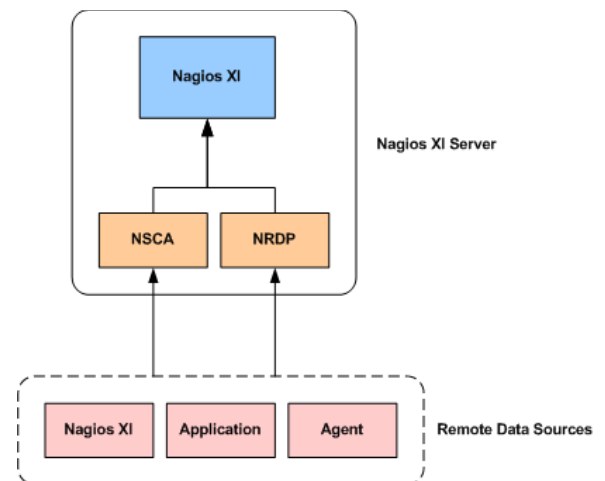 Nagios XI
Nagios XI Server
NSCA
NRDP
Nagios XI
Application
Agent
Remote Data Sources